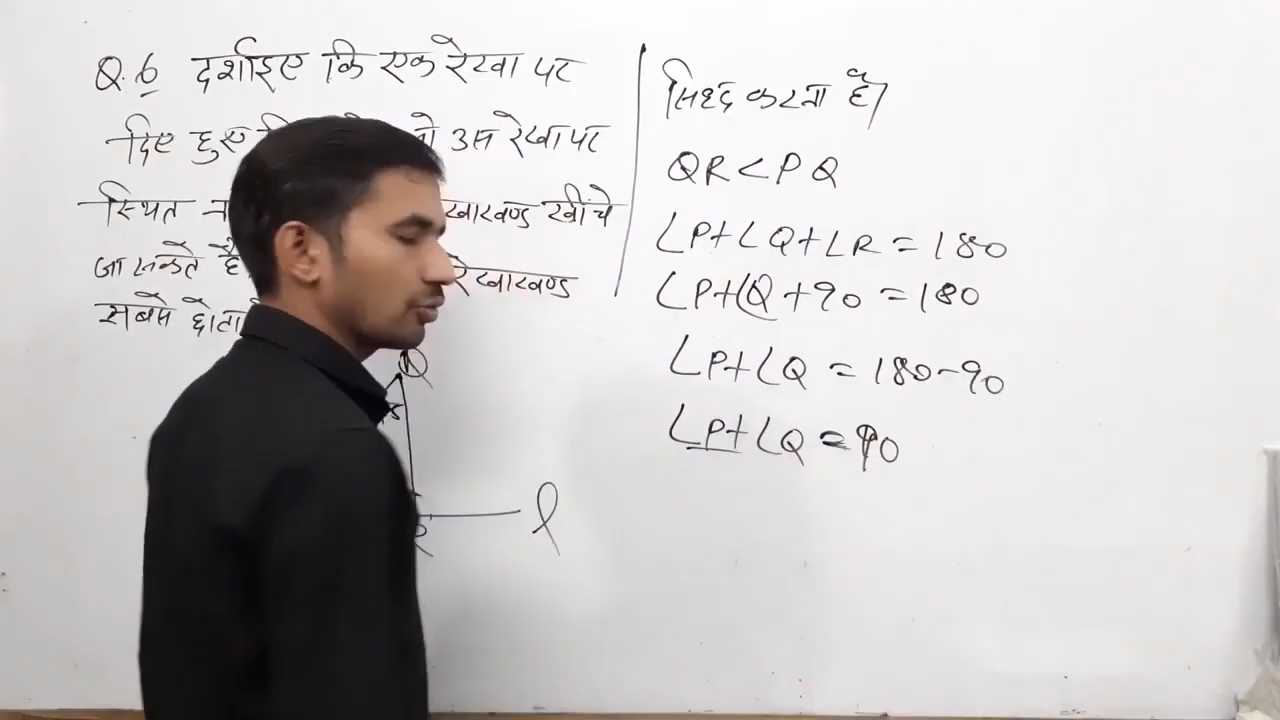 Q.6 दर्शाइए कि एक रेखा पर
दिए हुए उस रेखा पर
स्थित खण्ड खींचे
जा सकते है रेखाखण्ड
सबसे छोटा
Q
R
l
सिध्द करना है।
QR < PQ
∠P+∠Q+∠R = 180
∠P+∠Q+90 = 180
∠P+∠Q = 180-90
∠P+∠Q = 90